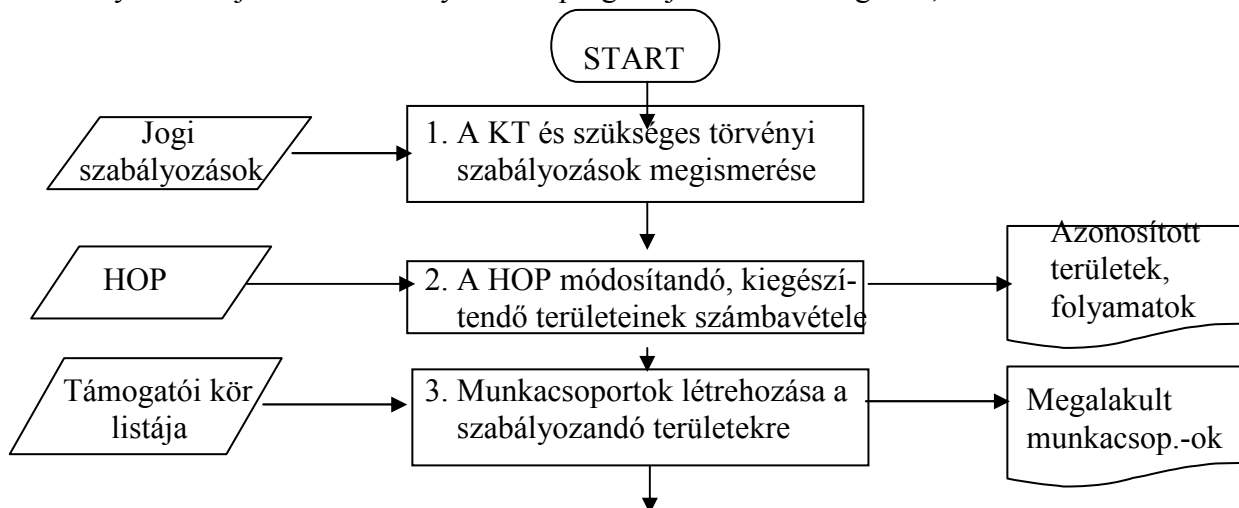 START
Jogi
szabályozások
1. A KT és szükséges törvényi
szabályozások megismerése
HOP
2. A HOP módosítandó, kiegészí-
tendő területeinek számbavétele
Azonosított
területek,
folyamatok
Támogatói kör
listája
3. Munkacsoportok létrehozása a
szabályozandó területekre
Megalakult
munkacsop.-ok